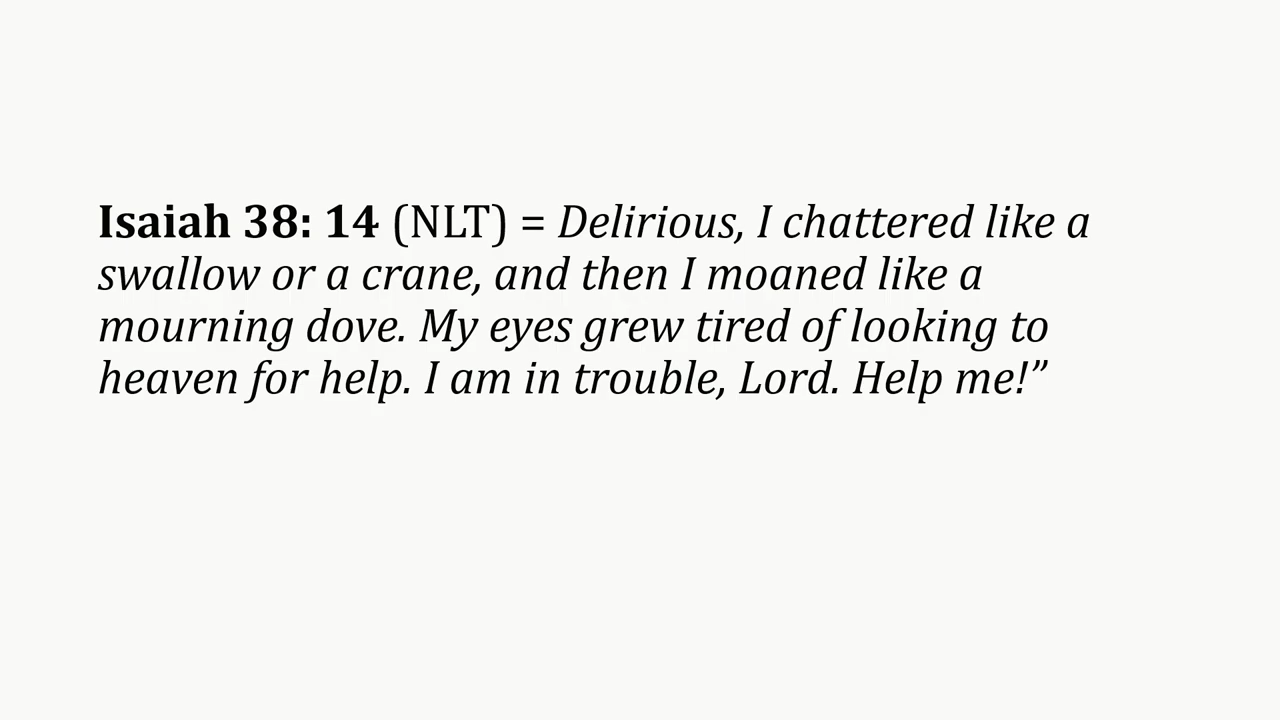 Isaiah 38: 14 (NLT) = Delirious, I chattered like a
swallow or a crane, and then I moaned like a
mourning dove. My eyes grew tired of looking to
heaven for help. I am in trouble, Lord. Help me!”